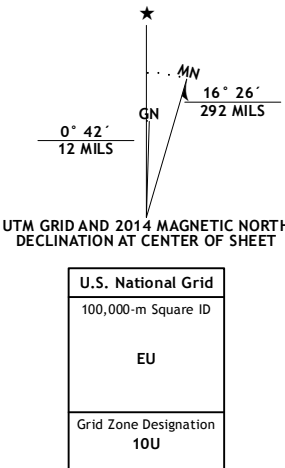 ★
MN
GN
16° 26´
292 MILS
0° 42´
12 MILS
UTM GRID AND 2014 MAGNETIC NORTH
DECLINATION AT CENTER OF SHEET
U.S. National Grid
100,000-m Square ID
EU
Grid Zone Designation
10U